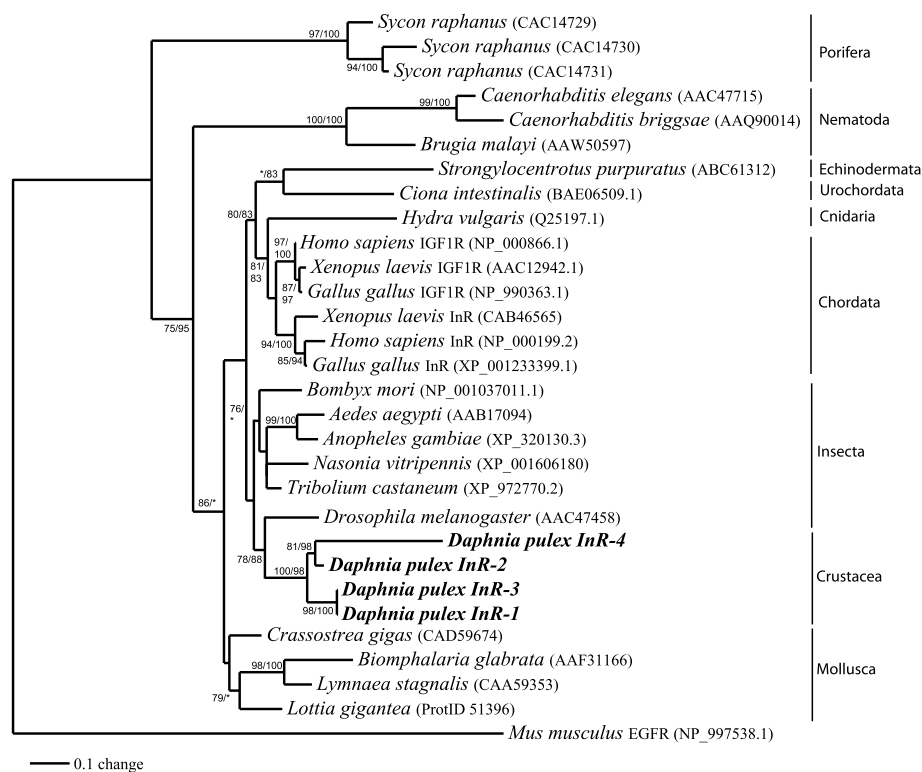 Sycon raphanus (CAC14729)
97/100
Sycon raphanus (CAC14730)
Porifera
94/100
Sycon raphanus (CAC14731)
Caenorhabditis elegans (AAC47715)
99/100
Caenorhabditis briggsae (AAQ90014)
Nematoda
100/100
Brugia malayi (AAW50597)
Strongylocentrotus purpuratus (ABC61312)
Echinodermata
*/83
Ciona intestinalis (BAE06509.1)
Urochordata
80/83
Hydra vulgaris (Q25197.1)
Cnidaria
97/
100
Homo sapiens IGF1R (NP_000866.1)
81/
83
Xenopus laevis IGF1R (AAC12942.1)
87/
97
Gallus gallus IGF1R (NP_990363.1)
Chordata
Xenopus laevis InR (CAB46565)
94/100
Homo sapiens InR (NP_000199.2)
85/94
Gallus gallus InR (XP_001233399.1)
Bombyx mori (NP_001037011.1)
76/
*
Aedes aegypti (AAB17094)
99/100
Anopheles gambiae (XP_320130.3)
Insecta
Nasonia vitripennis (XP_001606180)
Tribolium castaneum (XP_972770.2)
86/*
Drosophila melanogaster (AAC47458)
Daphnia pulex InR-4
81/98
78/88
Daphnia pulex InR-2
100/98
Crustacea
Daphnia pulex InR-3
98/100
Daphnia pulex InR-1
Crassostrea gigas (CAD59674)
Biomphalaria glabrata (AAF31166)
98/100
Mollusca
Lymnaea stagnalis (CAA59353)
79/*
Lottia gigantea (ProtID 51396)
Mus musculus EGFR (NP_997538.1)
0.1 change
75/95